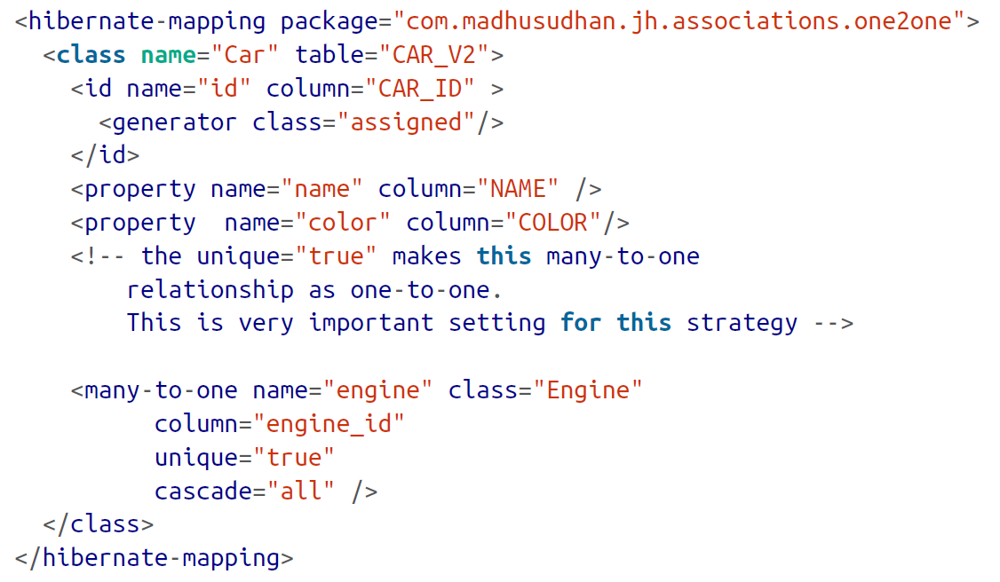 <hibernate-mapping package="com.madhusudhan.jh.associations.one2one">
  <class name="Car" table="CAR_V2">
    <id name="id" column="CAR_ID" >
      <generator class="assigned"/>
    </id>
    <property name="name" column="NAME" />
    <property  name="color" column="COLOR"/>
    <!-- the unique="true" makes this many-to-one
        relationship as one-to-one.
        This is very important setting for this strategy -->
    <many-to-one name="engine" class="Engine"
          column="engine_id"
          unique="true"
          cascade="all" />
  </class>
</hibernate-mapping>